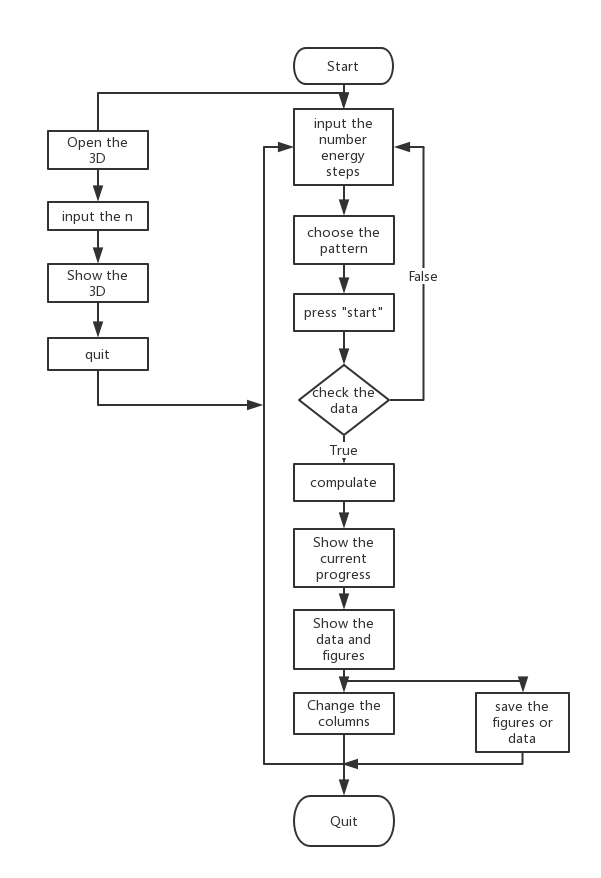 Start
Open the
3D
input the n
Show the
3D
quit
input the
number
energy
steps
choose the
pattern
False
press "start"
check the
data
True
compulate
Show the
current
progress
Show the
data and
figures
Change the
columns
save the
figures or
data
Quit